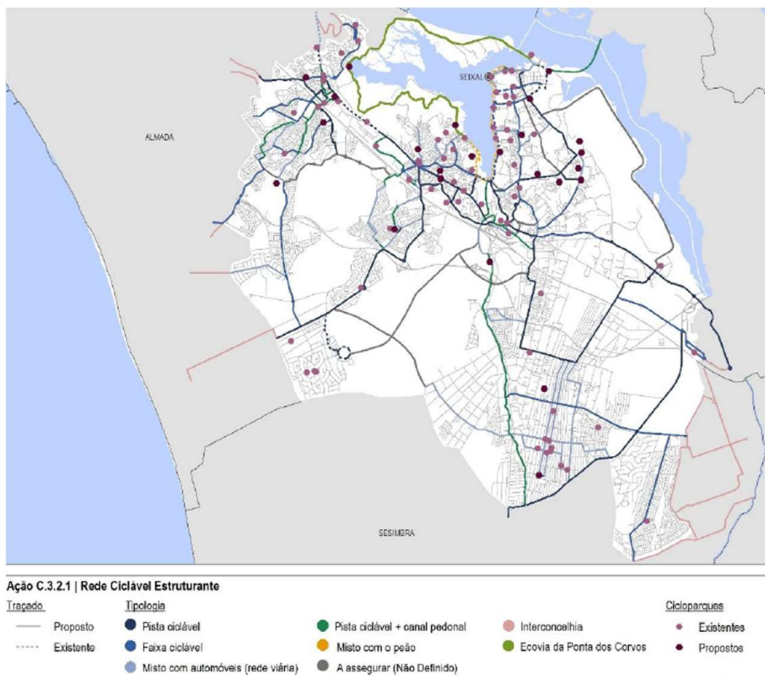 SEIXAL
ALMADA
SESIMBRA
Ação C.3.2.1 | Rede Ciclável Estruturante
Traçado
Proposto
Existente
Tipologia
Pista ciclável
Faixa ciclável
Misto com automóveis (rede viária)
Pista ciclável + canal pedonal
Misto com o peão
A assegurar (Não Definido)
Interconcelhia
Ecovia da Ponta dos Corvos
Cicloparques
Existentes
Propostos